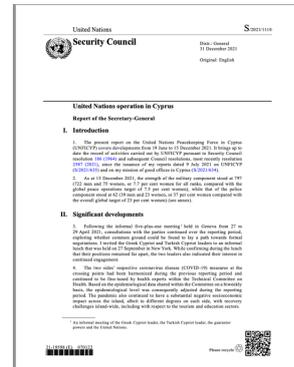 United Nations
S/2021/1110
Security Council
Distr.: General
31 December 2021
Original: English
United Nations operation in Cyprus
Report of the Secretary-General
I. Introduction
1. The present report on the United Nations Peacekeeping Force in Cyprus
(UNFICYP) covers developments from 19 June to 15 December 2021. It brings up to
date the record of activities carried out by UNFICYP pursuant to Security Council
resolution 186 (1964) and subsequent Council resolutions, most recently resolution
2587 (2021), since the issuance of my reports dated 9 July 2021 on UNFICYP
(S/2021/635) and on my mission of good offices in Cyprus (S/2021/634).
2. As at 15 December 2021, the strength of the military component stood at 797
(722 men and 75 women, or 7.7 per cent women for all ranks, compared with the
global percentage target of 7.5 per cent women), while that of the police
component stood at 62 (39 men and 23 women, or 37 per cent women compared with
the overall global target of 23 per cent women) (see annex).
II. Significant developments
3. Following the informal five-plus-one meeting¹ held in Geneva from 27 to
29 April 2021, consultations with the parties continued over the reporting period,
exploring whether common ground could be found to lay a path towards formal
negotiations. I invited the Greek Cypriot and Turkish Cypriot leaders to an informal
lunch that was held on 27 September in New York. While confirming during the lunch
that their positions remained far apart, the two leaders also indicated their interest in
continued engagement.
4. The two sides' respective coronavirus disease (COVID-19) measures at the
crossing points had been harmonized during the previous reporting period and
continued to be fine-tuned by health experts within the Technical Committee on
Health. Based on the epidemiological data shared within the Committee on a biweekly
basis, the epidemiological level was consequently adjusted during the reporting
period. The pandemic also continued to have a substantial negative socioeconomic
impact across the island, albeit to different degrees on each side, with recovery
challenges island-wide, including with respect to the tourism and education sectors.
¹ An informal meeting of the Greek Cypriot leader, the Turkish Cypriot leader, the guarantor
powers and the United Nations.
21-19598 (E) 070122
Please recycle